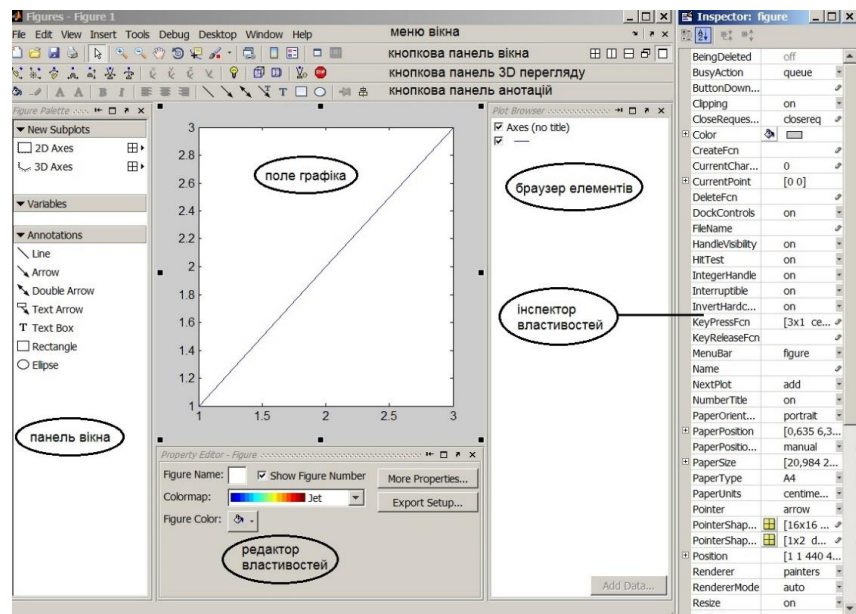 Figures - Figure 1
File Edit View Insert Tools Debug Desktop Window Help
меню вікна
кнопкова панель вікна
кнопкова панель 3D перегляду
кнопкова панель анотацій
Figure Palette
New Subplots
2D Axes
3D Axes
Variables
Annotations
Line
Arrow
Double Arrow
Text Arrow
T Text Box
Rectangle
Ellipse
панель вікна
3
2.8
2.6
2.4
2.2
2
1.8
1.6
1.4
1.2
1
1 1.5 2 2.5 3
поле графіка
Property Editor - Figure
Figure Name: Show Figure Number More Properties...
Colormap: Jet Export Setup...
Figure Color:
редактор
властивостей
Plot Browser
Axes (no title)
браузер елементів
інспектор
властивостей
Add Data...
Inspector: figure
BeingDeleted off
BusyAction queue
ButtonDown...
Clipping on
CloseReques... closereq
Color
CreateFcn
CurrentChar... 0
CurrentPoint [0 0]
DeleteFcn
DockControls on
FileName
HandleVisibility on
HitTest on
IntegerHandle on
Interruptible on
InvertHardc... on
KeyPressFcn [3x1 ce...
KeyReleaseFcn
MenuBar figure
Name
NextPlot add
NumberTitle on
PaperOrient... portrait
PaperPosition [0,635 6,3...
PaperPositio... manual
PaperSize [20,984 2...
PaperType A4
PaperUnits centime...
Pointer arrow
PointerShap... [16x16 ...
PointerShap... [1x2 d...
Position [1 1 440 4...
Renderer painters
RendererMode auto
Resize on